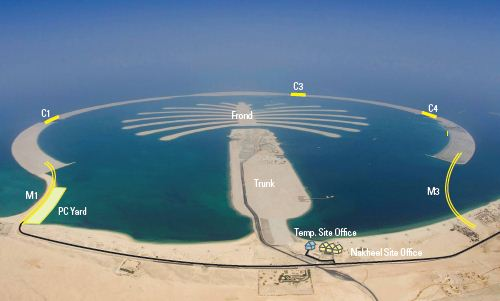 C3
C1
C4
Frond
Trunk
M1
M3
PC Yard
Temp. Site Office
Nakheel Site Office